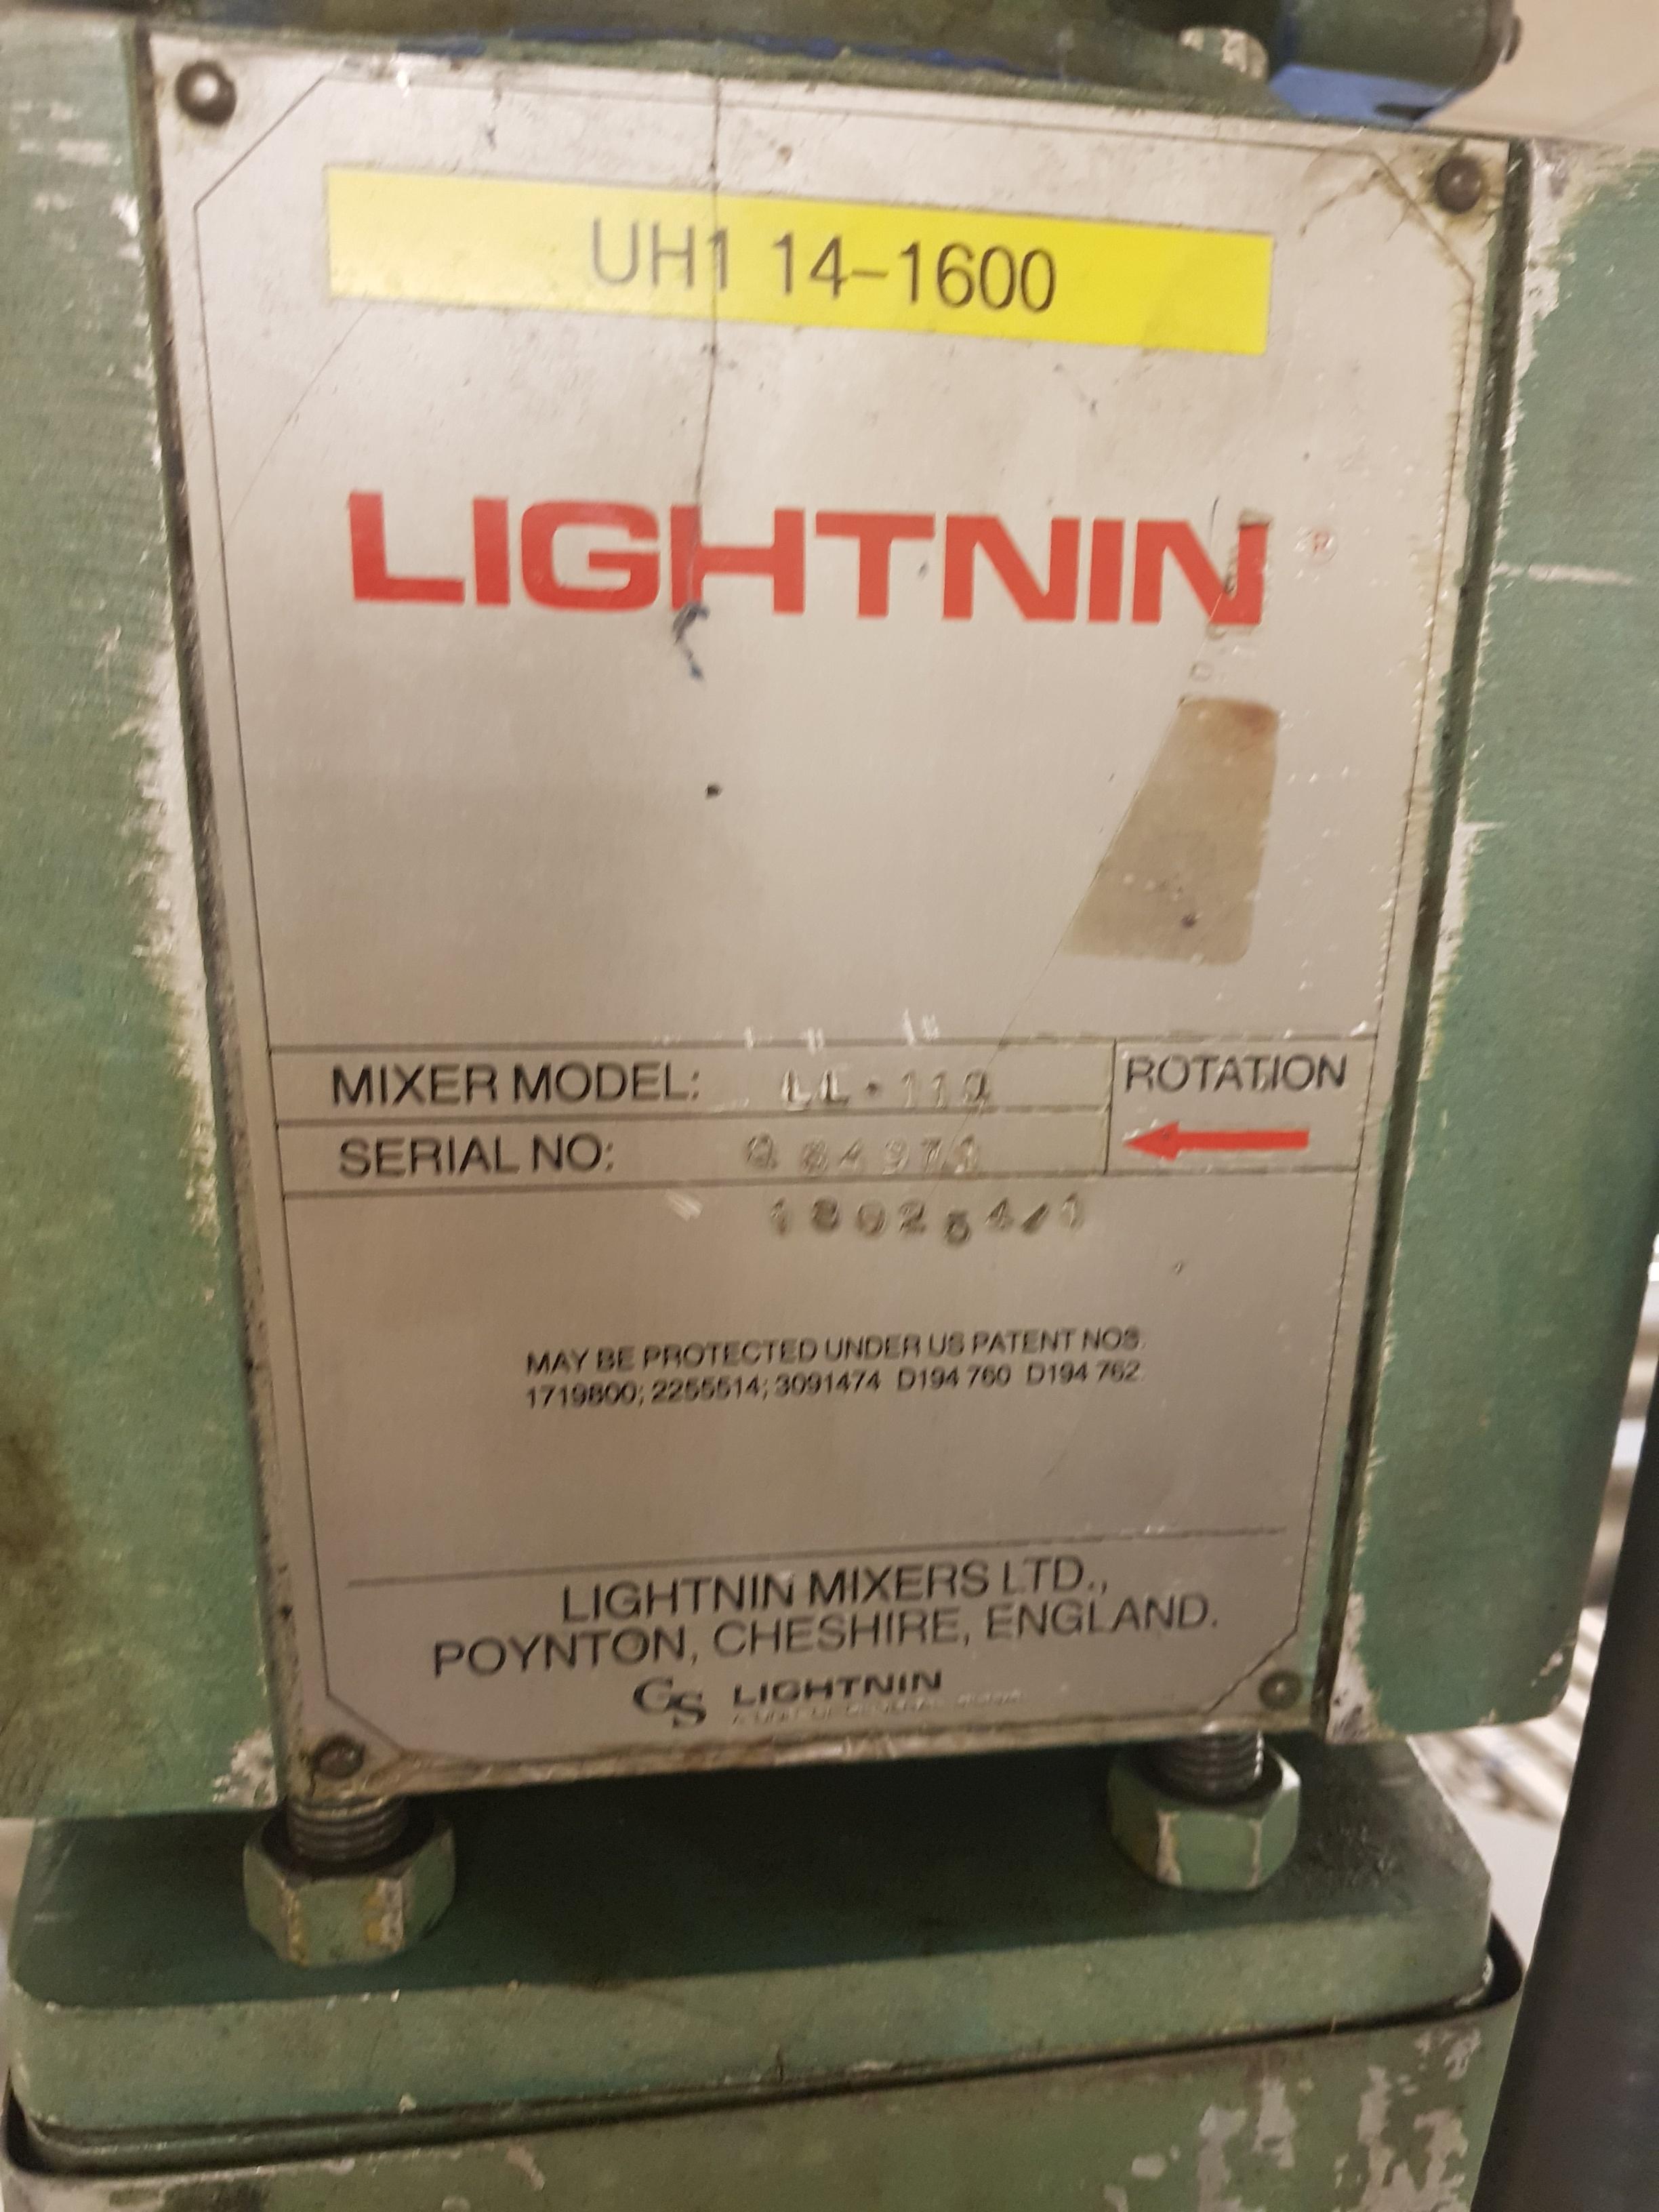 UH1 14-1600
LIGHTNIN ®
MIXER MODEL:
ROTATION
SERIAL NO:
MAY BE PROTECTED UNDER US PATENT NOS.
1719800; 2255514; 3091474 D194 760 D194 762
LIGHTNIN MIXERS LTD.,
POYNTON, CHESHIRE, ENGLAND.
GS LIGHTNIN